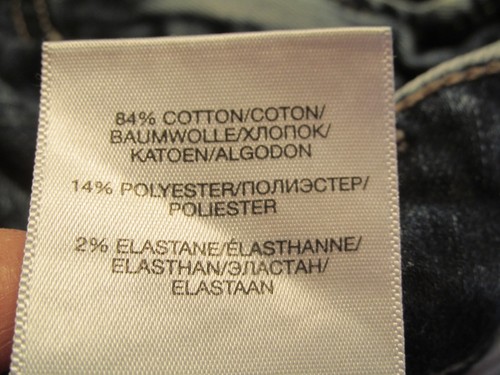 84% COTTON/COTON/
BAUMWOLLE/ХЛОПОК/
KATOEN/ALGODON
14% POLYESTER/ПОЛИЭСТЕР/
POLIESTER
2% ELASTANE/ÉLASTHANNE/
ELASTHAN/ЭЛАСТАН/
ELASTAAN